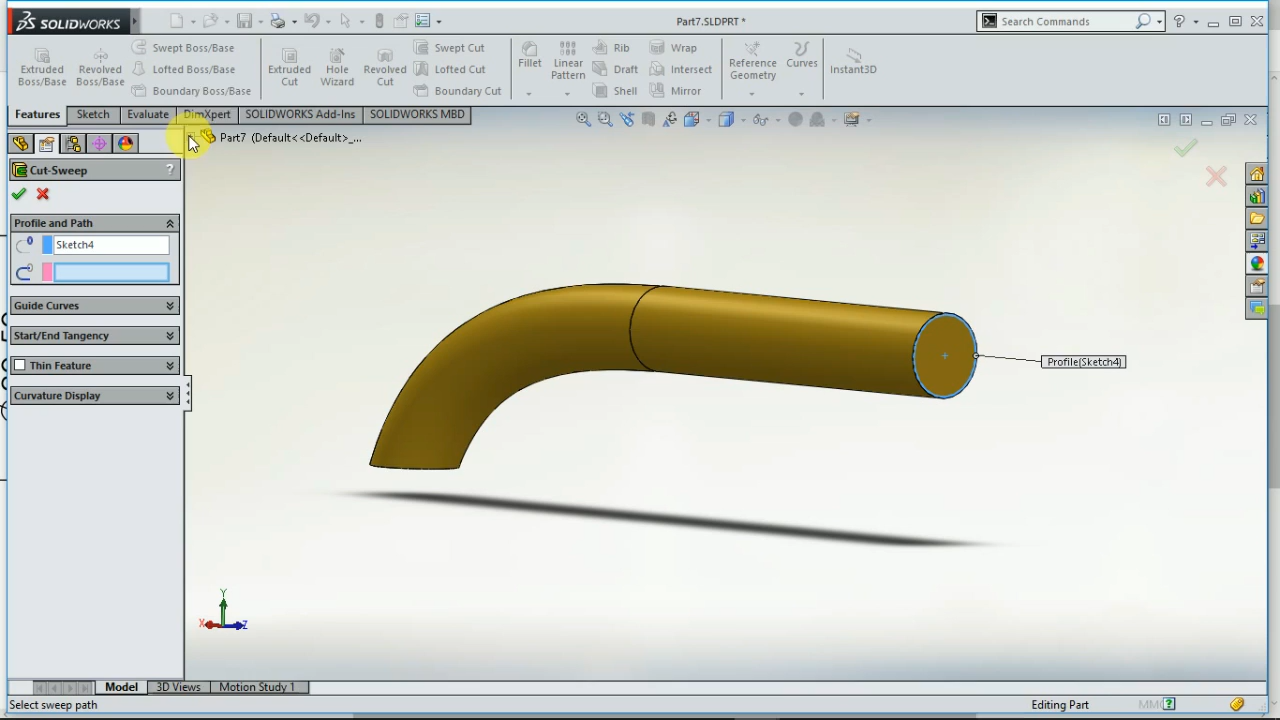 SOLIDWORKS
Part7.SLDPRT *
Search Commands
Extruded Boss/Base
Revolved Boss/Base
Swept Boss/Base
Lofted Boss/Base
Boundary Boss/Base
Extruded Cut
Hole Wizard
Revolved Cut
Swept Cut
Lofted Cut
Boundary Cut
Fillet
Linear Pattern
Rib
Draft
Shell
Wrap
Intersect
Mirror
Reference Geometry
Curves
Instant3D
Features
Sketch
Evaluate
DimXpert
SOLIDWORKS Add-Ins
SOLIDWORKS MBD
Part7 (Default<<Default>_...
Cut-Sweep
?
Profile and Path
Sketch4
Guide Curves
Start/End Tangency
Thin Feature
Curvature Display
Profile(Sketch4)
Y
X
Z
Model
3D Views
Motion Study 1
Select sweep path
Editing Part